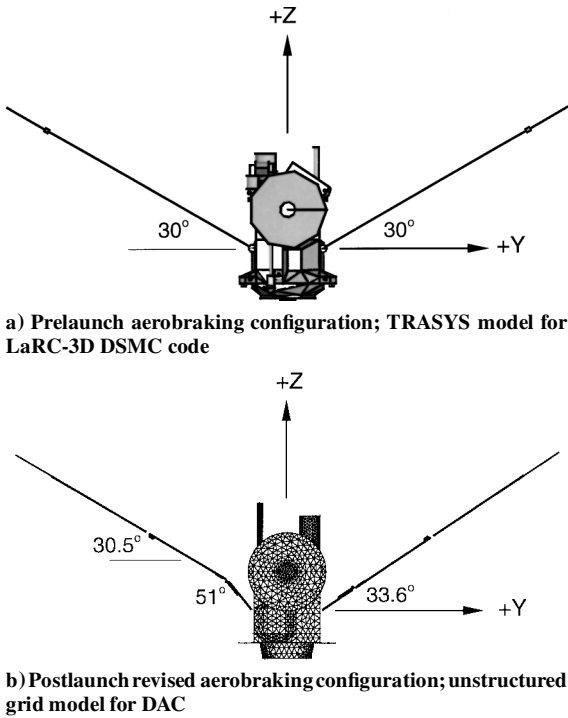 +Z
30°
30°
+Y
a) Prelaunch aerobraking configuration; TRASYS model for
LaRC-3D DSMC code
+Z
30.5°
51°
33.6°
+Y
b) Postlaunch revised aerobraking configuration; unstructured
grid model for DAC